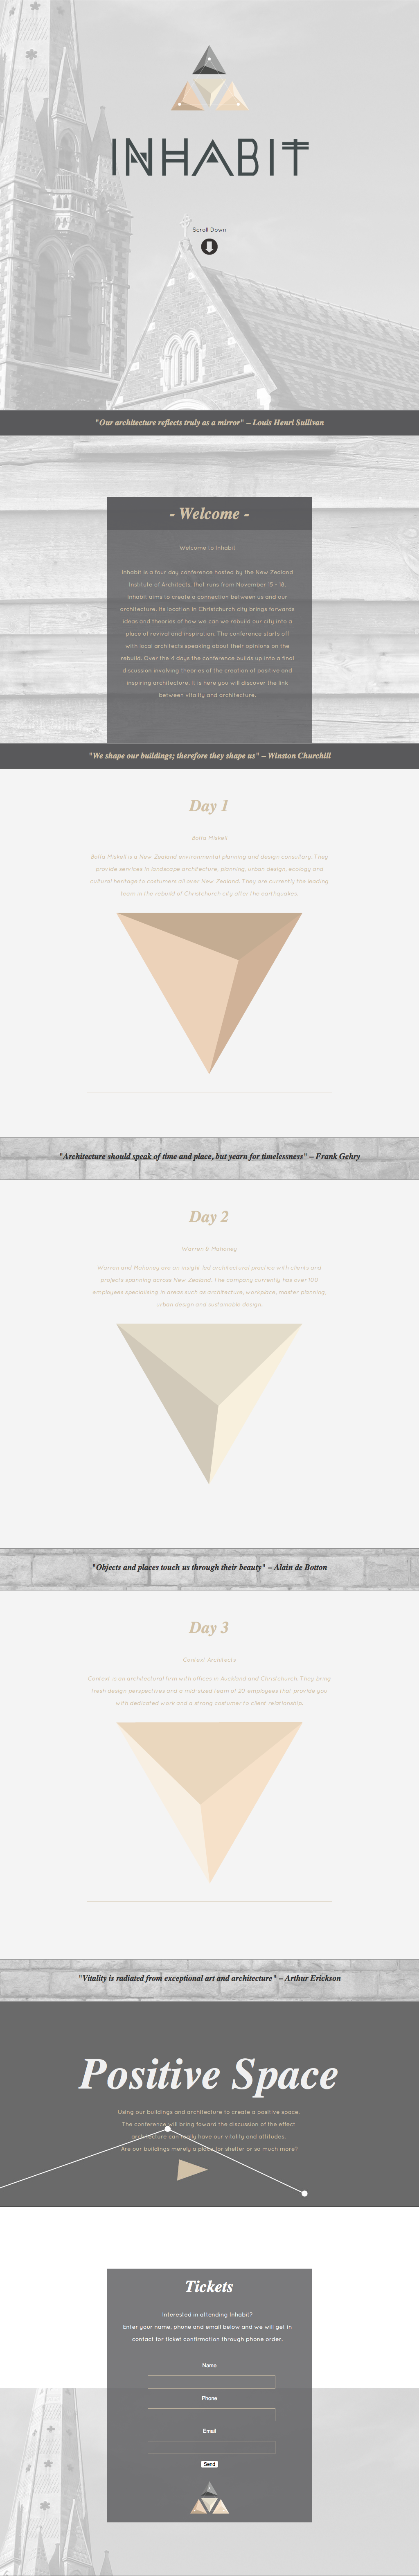 INHABIT
Scroll Down
"Our architecture reflects truly as a mirror" – Louis Henri Sullivan
- Welcome -
Welcome to Inhabit
Inhabit is a four day conference hosted by the New Zealand
Institute of Architects, that runs from November 15 - 18.
Inhabit aims to create a connection between us and our
architecture. Its location in Christchurch city brings forwards
ideas and theories of how we can we rebuild our city into a
place of revival and inspiration. The conference starts off
with local architects speaking about their opinions on the
rebuild. Over the 4 days the conference builds up into a final
discussion involving theories of the creation of positive and
inspiring architecture. It is here you will discover the link
between vitality and architecture.
"We shape our buildings; therefore they shape us" – Winston Churchill
Day 1
Boffa Miskell
Boffa Miskell is a New Zealand environmental planning and design consultany. They
provide services in landscape architecture, planning, urban design, ecology and
cultural heritage to costumers all over New Zealand. They are currently the leading
team in the rebuild of Christchurch city after the earthquakes.
"Architecture should speak of time and place, but yearn for timelessness" – Frank Gehry
Day 2
Warren & Mahoney
Warren and Mahoney are an insight led architectural practice with clients and
projects spanning across New Zealand. The company currently has over 100
employees specialising in areas such as architecture, workplace, master planning,
urban design and sustainable design.
"Objects and places touch us through their beauty" – Alain de Botton
Day 3
Context Architects
Context is an architectural firm with offices in Auckland and Christchurch. They bring
fresh design perspectives and a mid sized team of 28 employees that provide you
with dedicated work and a strong costumer to client relationship.
"Vitality is radiated from exceptional art and architecture" – Arthur Erickson
Positive Space
Using our buildings and architecture to create a positive space.
The conference will bring foward the discussion of the effect
architecture can have our vitality and attitudes.
Are our buildings merely a place for shelter or so much more?
Tickets
Interested in attending Inhabit?
Enter your name, phone and email below and we will get in
contact for ticket confirmation through phone order.
Name
Phone
Email
Send